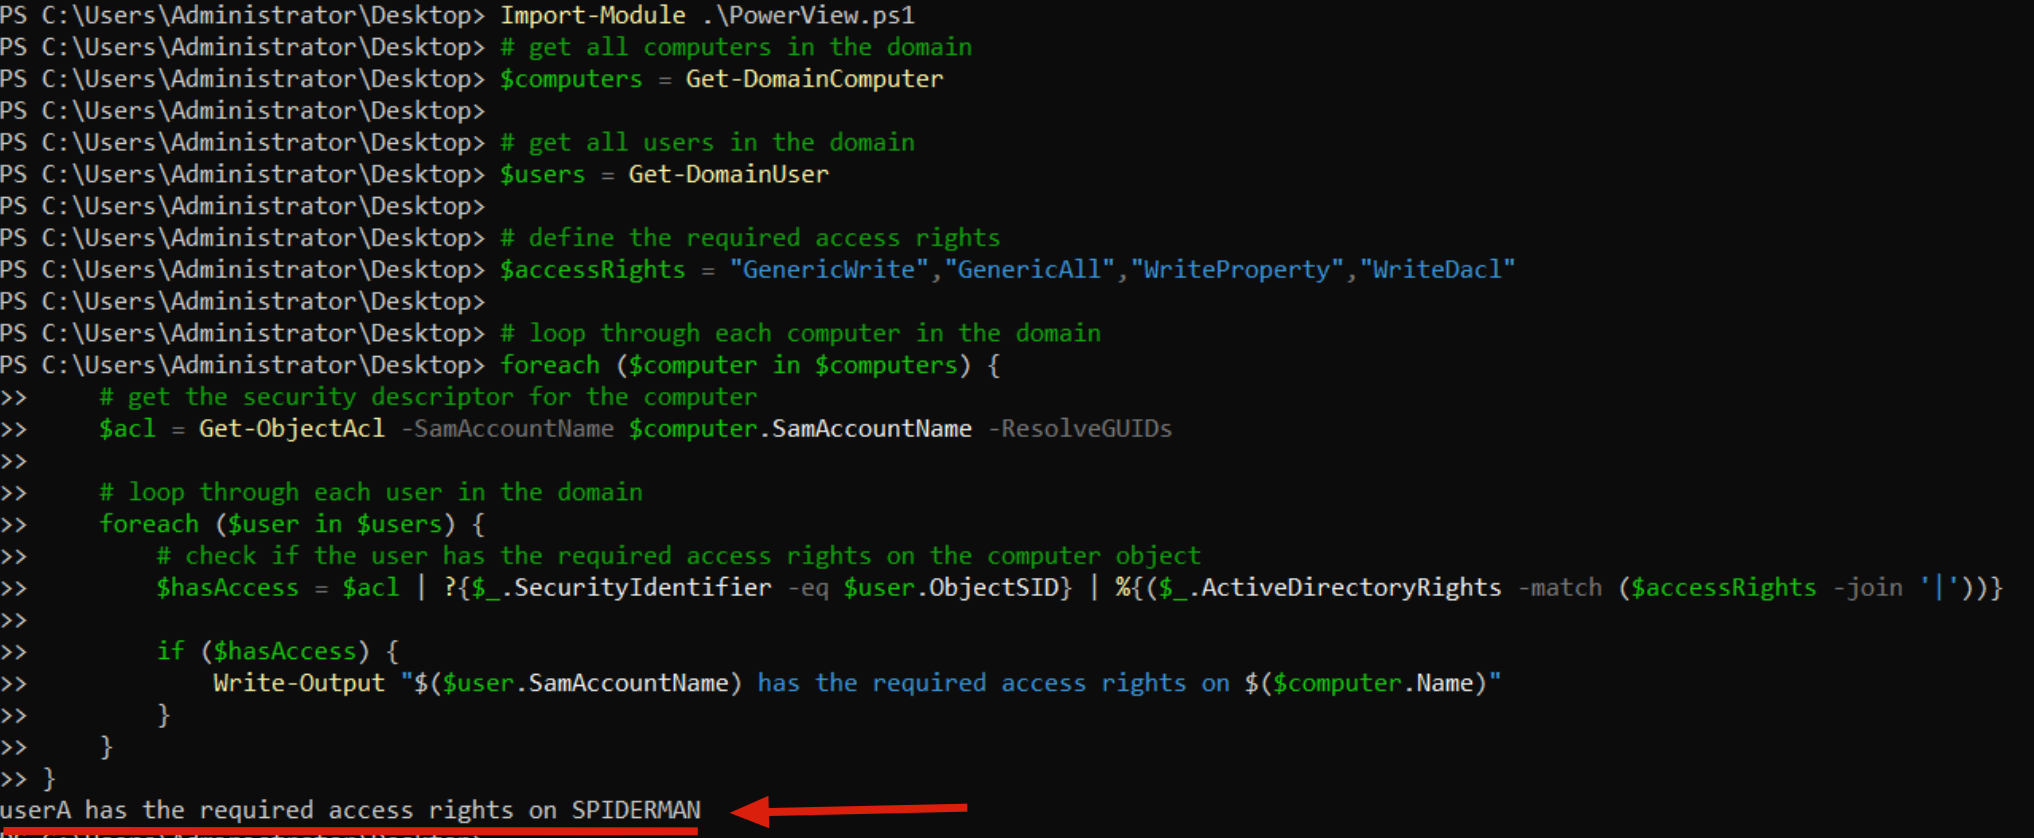 PS C:\Users\Administrator\Desktop> Import-Module .\PowerView.ps1
PS C:\Users\Administrator\Desktop> # get all computers in the domain
PS C:\Users\Administrator\Desktop> $computers = Get-DomainComputer
PS C:\Users\Administrator\Desktop>
PS C:\Users\Administrator\Desktop> # get all users in the domain
PS C:\Users\Administrator\Desktop> $users = Get-DomainUser
PS C:\Users\Administrator\Desktop>
PS C:\Users\Administrator\Desktop> # define the required access rights
PS C:\Users\Administrator\Desktop> $accessRights = "GenericWrite","GenericAll","WriteProperty","WriteDacl"
PS C:\Users\Administrator\Desktop>
PS C:\Users\Administrator\Desktop> # loop through each computer in the domain
PS C:\Users\Administrator\Desktop> foreach ($computer in $computers) {
>>     # get the security descriptor for the computer
>>     $acl = Get-ObjectAcl -SamAccountName $computer.SamAccountName -ResolveGUIDs
>>
>>     # loop through each user in the domain
>>     foreach ($user in $users) {
>>         # check if the user has the required access rights on the computer object
>>         $hasAccess = $acl | ?{$_.SecurityIdentifier -eq $user.ObjectSID} | %{($_.ActiveDirectoryRights -match ($accessRights -join '|'))}
>>
>>         if ($hasAccess) {
>>             Write-Output "$($user.SamAccountName) has the required access rights on $($computer.Name)"
>>         }
>>     }
>> }
userA has the required access rights on SPIDERMAN
PS C:\Users\Administrator\Desktop>